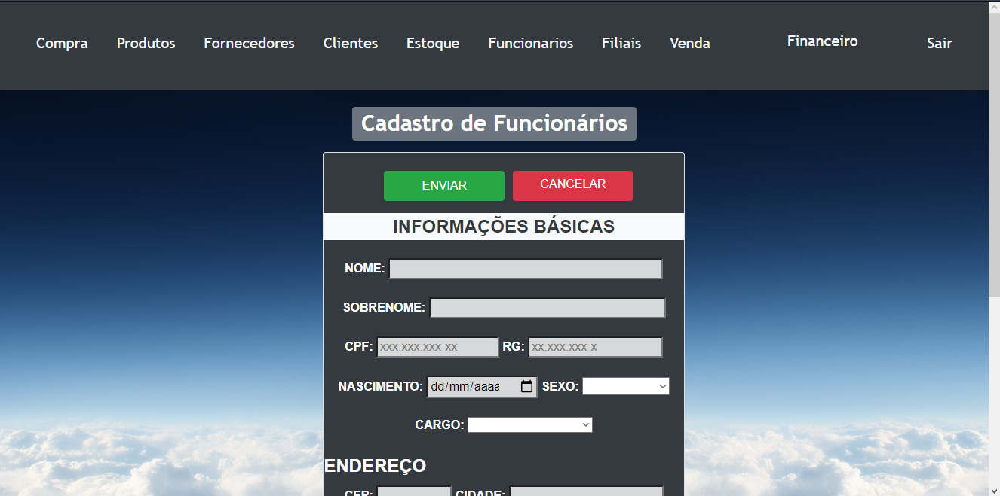 Compra Produtos Fornecedores Clientes Estoque Funcionarios Filiais Venda Financeiro Sair
Cadastro de Funcionários
ENVIAR CANCELAR
INFORMAÇÕES BÁSICAS
NOME:
SOBRENOME:
CPF: xxx.xxx.xxx-xx RG: xx.xxx.xxx-x
NASCIMENTO: dd/mm/aaaa SEXO:
CARGO:
ENDEREÇO
CEP: CIDADE: